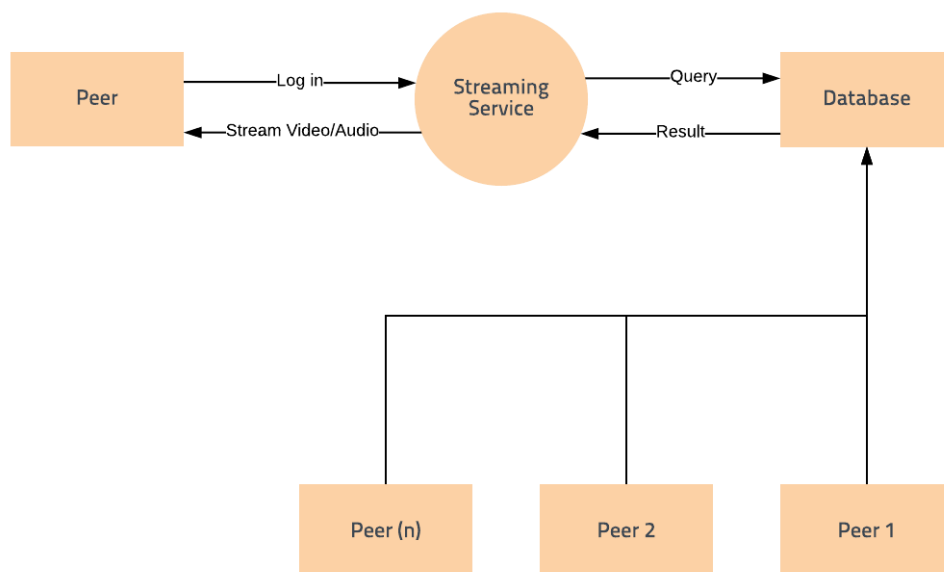 Peer
Log in
Stream Video/Audio
Streaming
Service
Query
Result
Database
Peer (n)
Peer 2
Peer 1